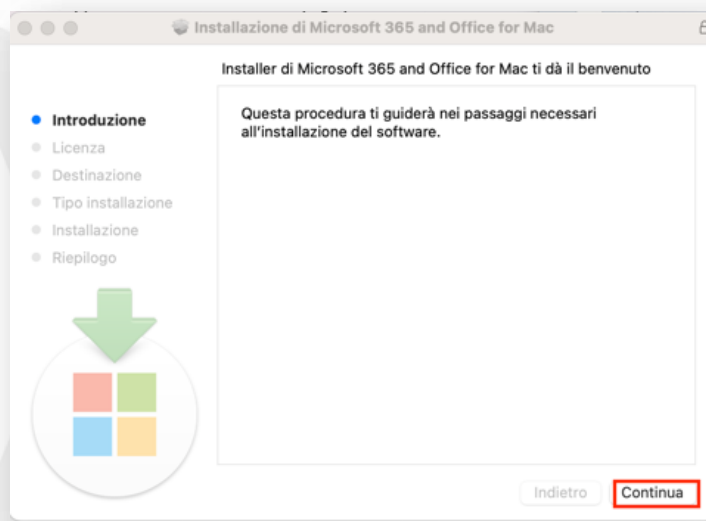 Installazione di Microsoft 365 and Office for Mac
Installer di Microsoft 365 and Office for Mac ti dà il benvenuto
Introduzione
Licenza
Destinazione
Tipo installazione
Installazione
Riepilogo
Questa procedura ti guiderà nei passaggi necessari
all'installazione del software.
Indietro
Continua